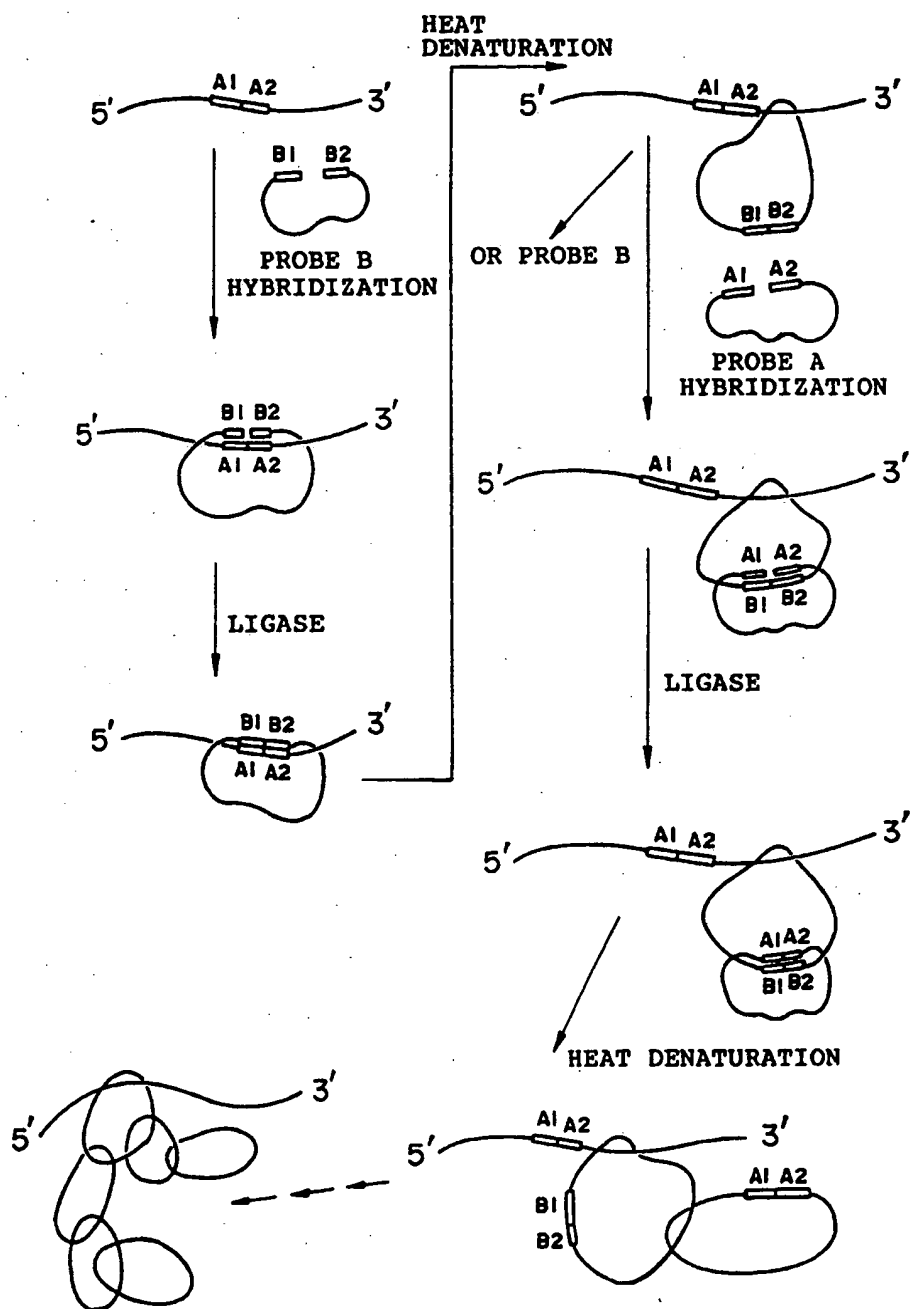 HEAT
DENATURATION
A1 A2
5' 3'
B1 B2
PROBE B
HYBRIDIZATION
B1 B2
5' 3'
A1 A2
LIGASE
B1 B2
5' 3'
A1 A2
A1 A2
5' 3'
B1 B2
OR PROBE B
A1 A2
PROBE A
HYBRIDIZATION
A1 A2
5' 3'
A1 A2
B1 B2
LIGASE
A1 A2
5' 3'
A1 A2
B1 B2
HEAT DENATURATION
A1 A2
5' 3'
B1
B2
A1 A2
5' 3'